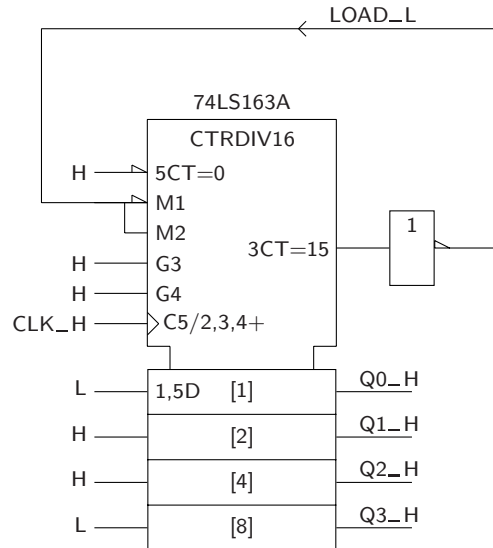 LOAD_L
74LS163A
CTRDIV16
H 5CT=0
M1
M2
1
3CT=15
H G3
H G4
CLK_H C5/2,3,4+
L 1,5D [1] Q0_H
H [2] Q1_H
H [4] Q2_H
L [8] Q3_H